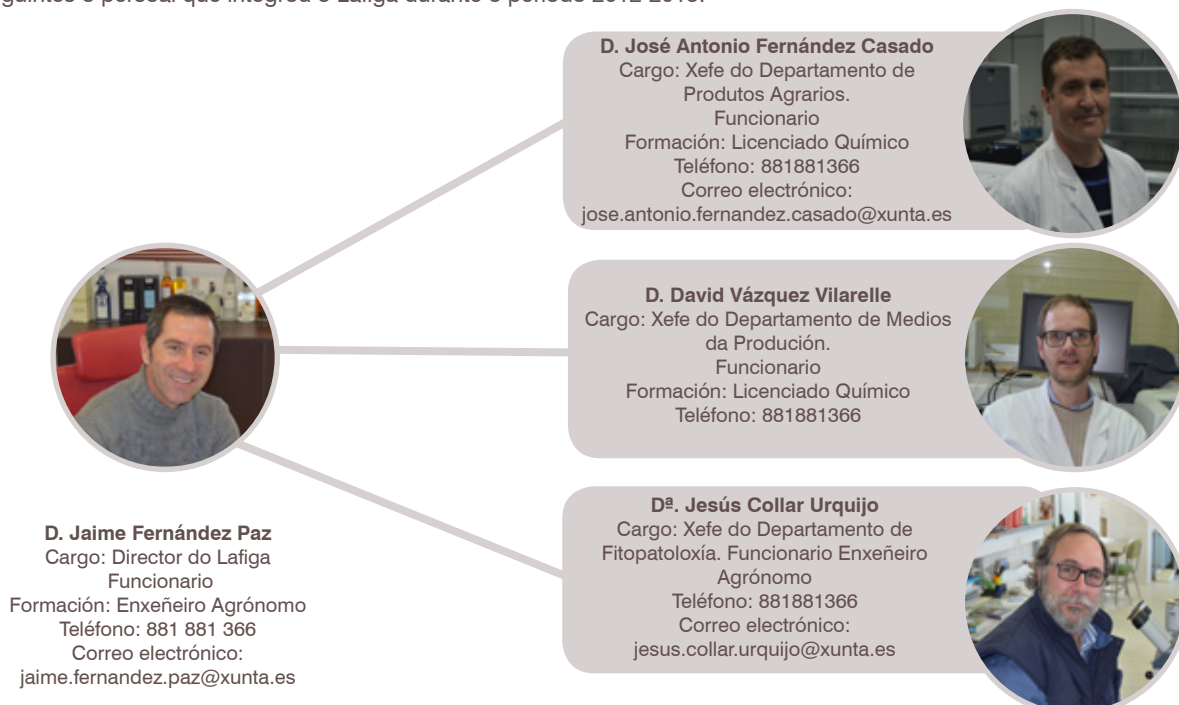 D. José Antonio Fernández Casado
Cargo: Xefe do Departamento de
Produtos Agrarios.
Funcionario
Formación: Licenciado Químico
Teléfono: 881881366
Correo electrónico:
jose.antonio.fernandez.casado@xunta.es
D. David Vázquez Vilarelle
Cargo: Xefe do Departamento de Medios
da Produción.
Funcionario
Formación: Licenciado Químico
Teléfono: 881881366
Dª. Jesús Collar Urquijo
Cargo: Xefe do Departamento de
Fitopatoloxía. Funcionario Enxeñeiro
Agrónomo
Teléfono: 881881366
Correo electrónico:
jesus.collar.urquijo@xunta.es
D. Jaime Fernández Paz
Cargo: Director do Lafiga
Funcionario
Formación: Enxeñeiro Agrónomo
Teléfono: 881 881 366
Correo electrónico:
jaime.fernandez.paz@xunta.es